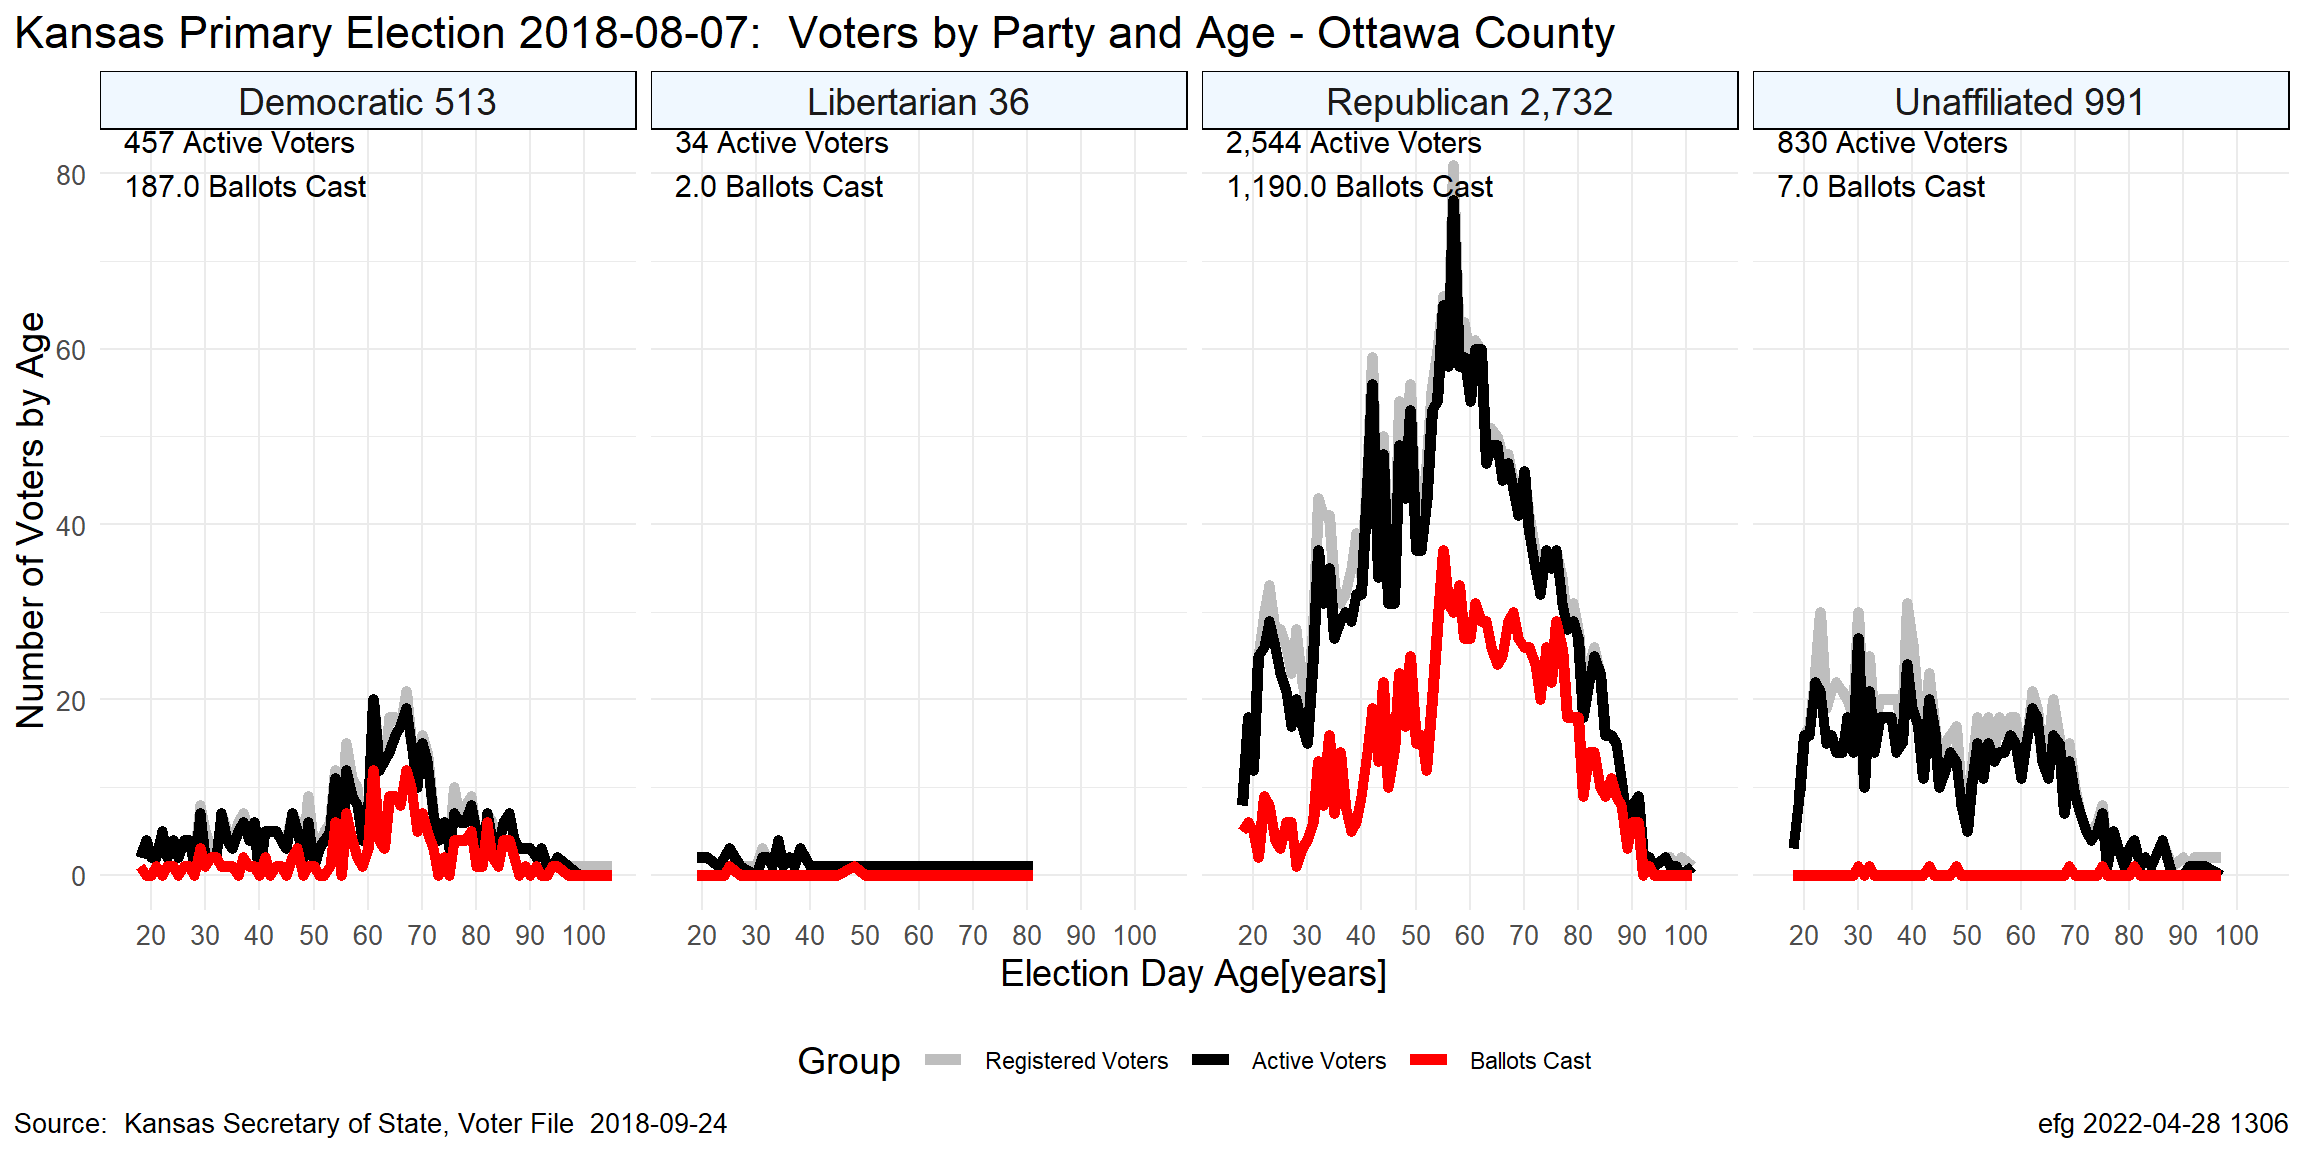 Kansas Primary Election 2018-08-07:  Voters by Party and Age - Ottawa County
Democratic 513
Libertarian 36
Republican 2,732
Unaffiliated 991
457 Active Voters
187.0 Ballots Cast
34 Active Voters
2.0 Ballots Cast
2,544 Active Voters
1,190.0 Ballots Cast
830 Active Voters
7.0 Ballots Cast
Number of Voters by Age
80
60
40
20
0
20 30 40 50 60 70 80 90 100
20 30 40 50 60 70 80 90 100
20 30 40 50 60 70 80 90 100
20 30 40 50 60 70 80 90 100
Election Day Age[years]
Group Registered Voters Active Voters Ballots Cast
Source:  Kansas Secretary of State, Voter File  2018-09-24
efg 2022-04-28 1306